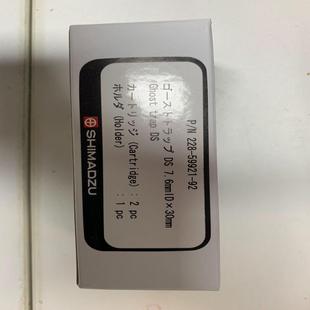 P/N 228-59921-92
ゴーストトラップ DS 7.6mmID×30mm
Ghost trap DS
カートリッジ (Cartridge) : 2 pc
ホルダ (Holder) : 1 pc
SHIMADZU